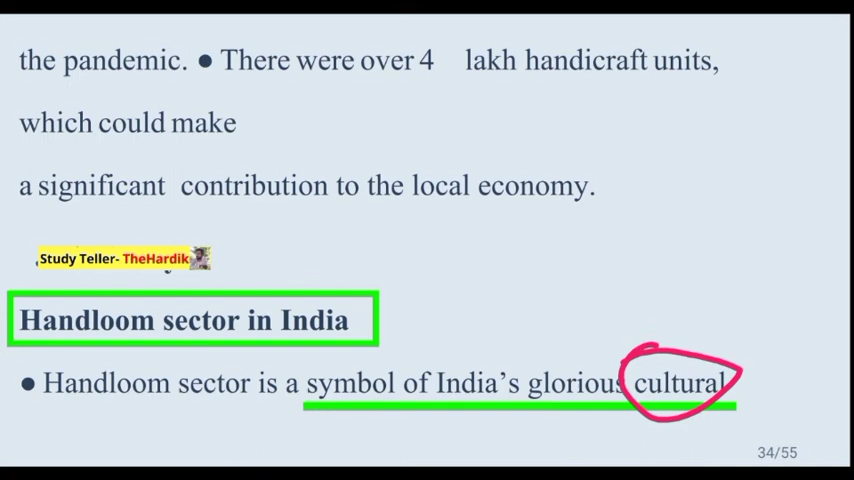 the pandemic. ● There were over 4 lakh handicraft units,
which could make
a significant contribution to the local economy.
Study Teller- TheHardik
Handloom sector in India
● Handloom sector is a symbol of India’s glorious cultural
34/55